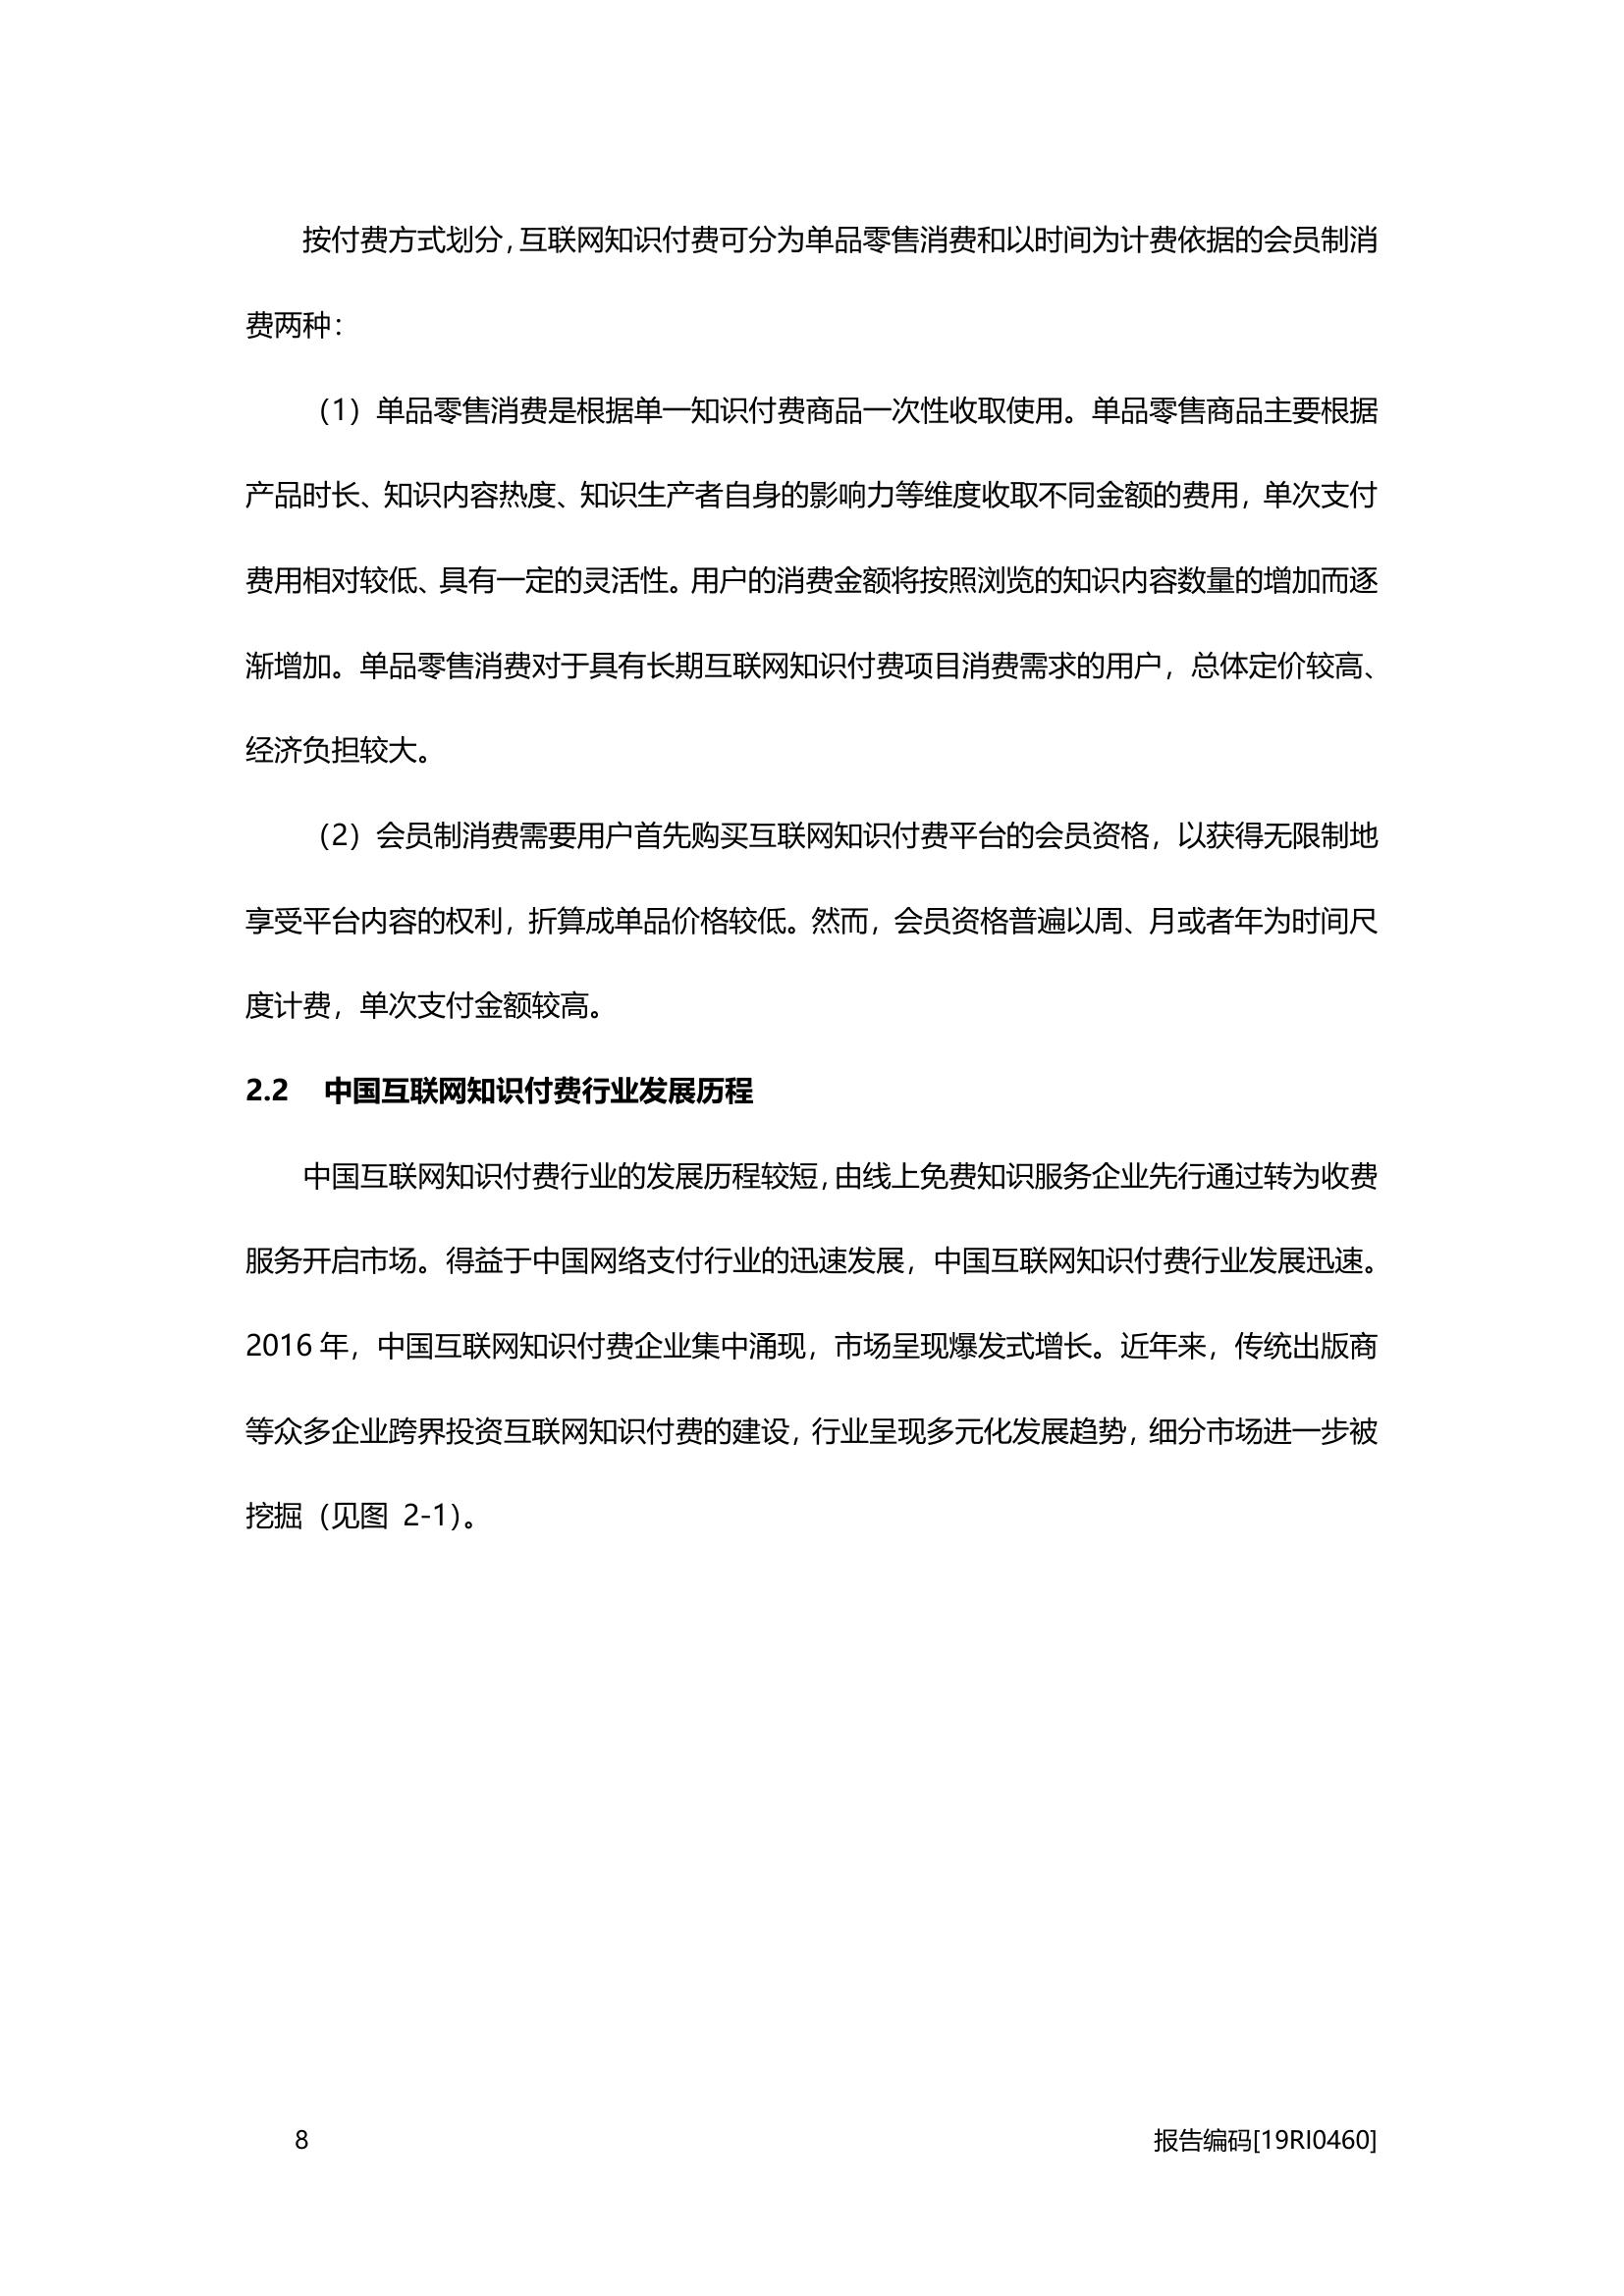 按付费方式划分，互联网知识付费可分为单品零售消费和以时间为计费依据的会员制消
费两种：
（1）单品零售消费是根据单一知识付费商品一次性收取使用。单品零售商品主要根据
产品时长、知识内容热度、知识生产者自身的影响力等维度收取不同金额的费用，单次支付
费用相对较低、具有一定的灵活性。用户的消费金额将按照浏览的知识内容数量的增加而逐
渐增加。单品零售消费对于具有长期互联网知识付费项目消费需求的用户，总体定价较高、
经济负担较大。
（2）会员制消费需要用户首先购买互联网知识付费平台的会员资格，以获得无限制地
享受平台内容的权利，折算成单品价格较低。然而，会员资格普遍以周、月或者年为时间尺
度计费，单次支付金额较高。
2.2 中国互联网知识付费行业发展历程
中国互联网知识付费行业的发展历程较短，由线上免费知识服务企业先行通过转为收费
服务开启市场。得益于中国网络支付行业的迅速发展，中国互联网知识付费行业发展迅速。
2016 年，中国互联网知识付费企业集中涌现，市场呈现爆发式增长。近年来，传统出版商
等众多企业跨界投资互联网知识付费的建设，行业呈现多元化发展趋势，细分市场进一步被
挖掘（见图 2-1）。
8 报告编码[19RI0460]